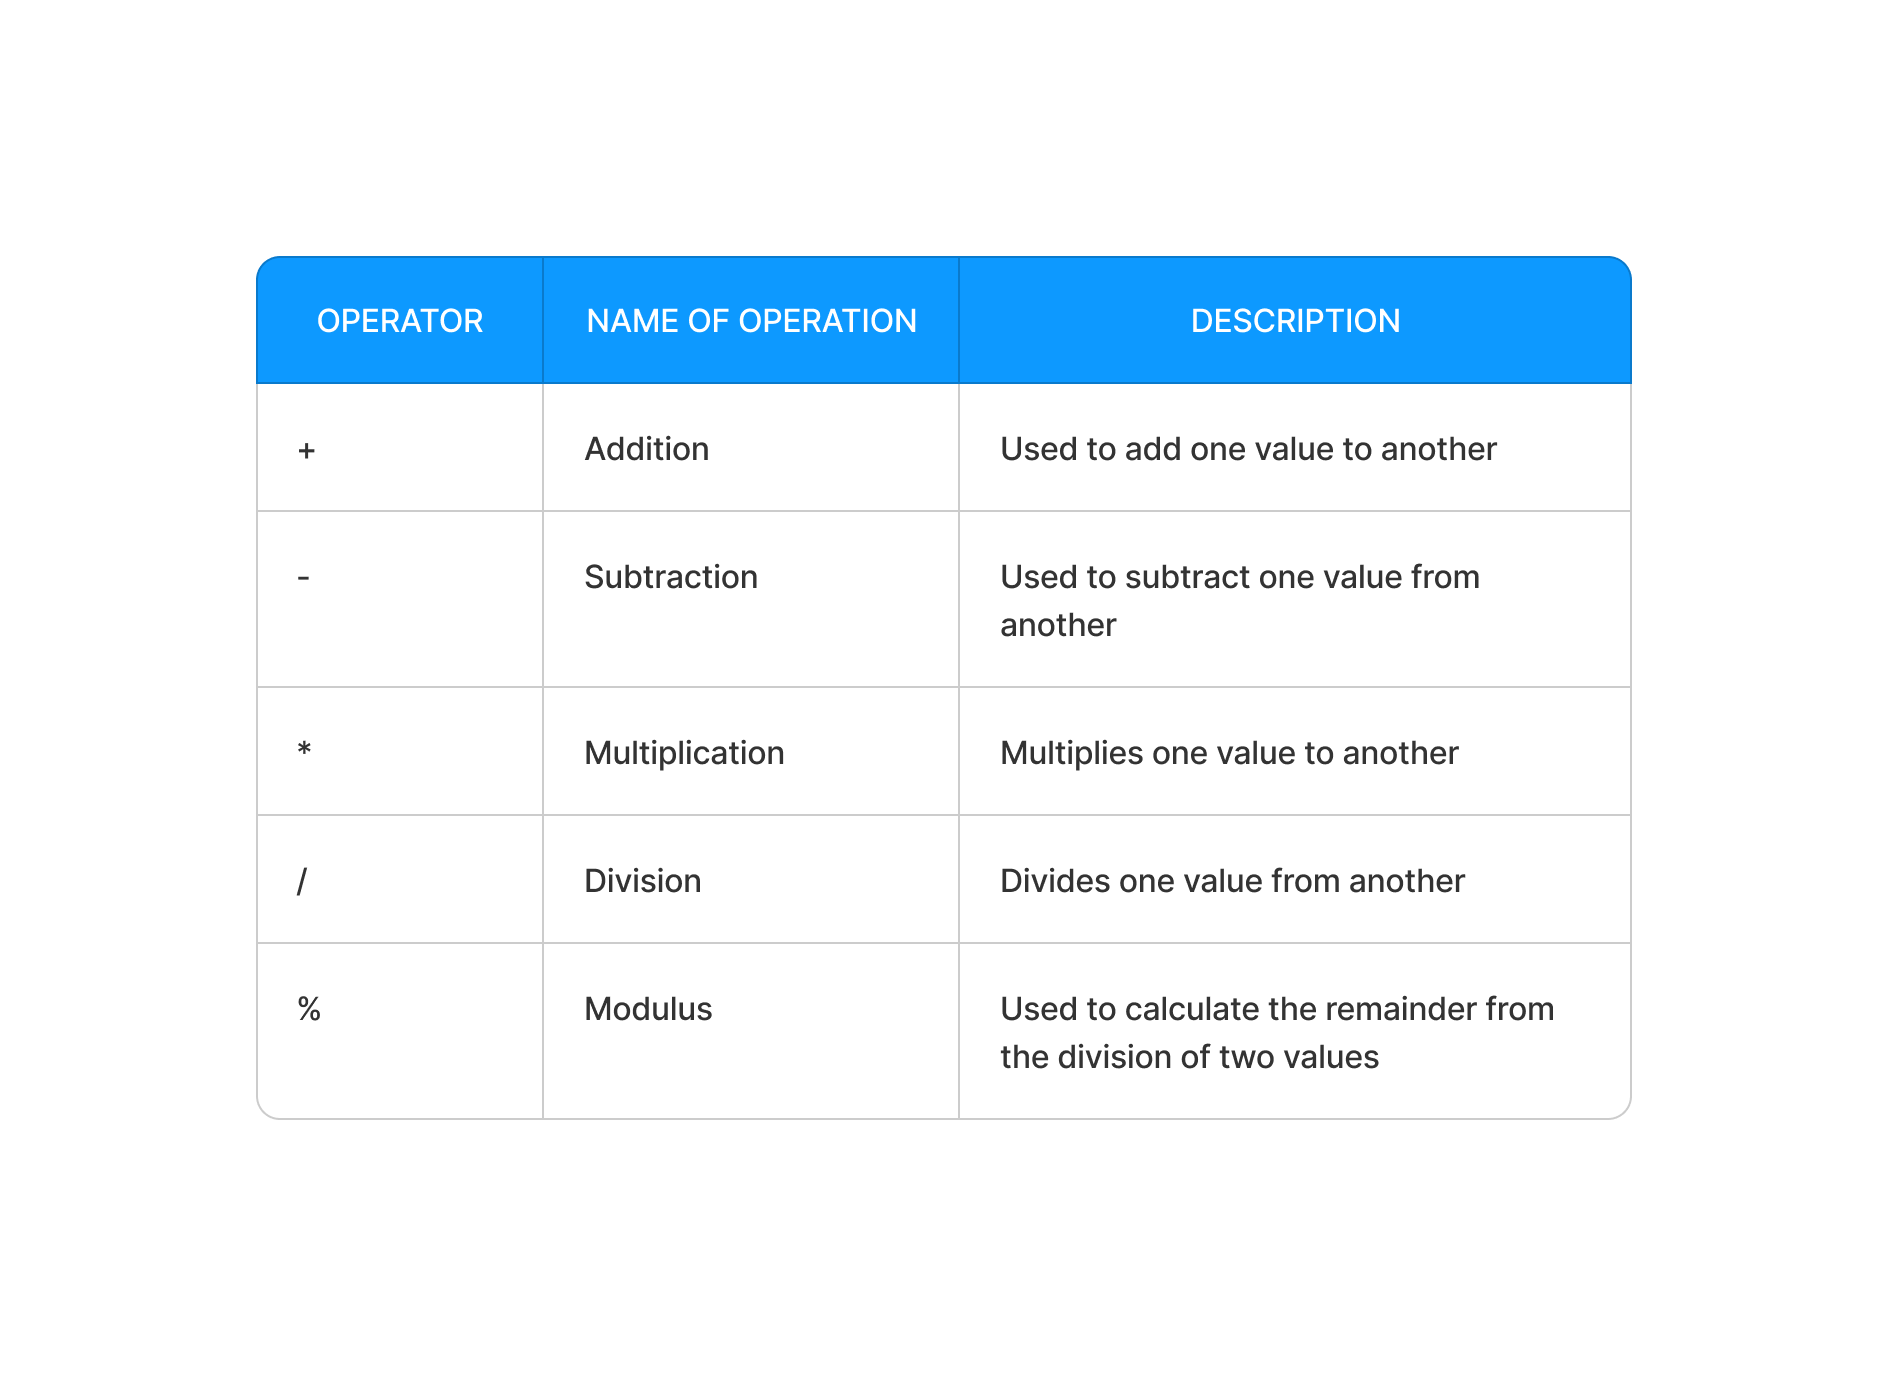 OPERATOR NAME OF OPERATION DESCRIPTION
+ Addition Used to add one value to another
- Subtraction Used to subtract one value from
another
* Multiplication Multiplies one value to another
/ Division Divides one value from another
% Modulus Used to calculate the remainder from
the division of two values